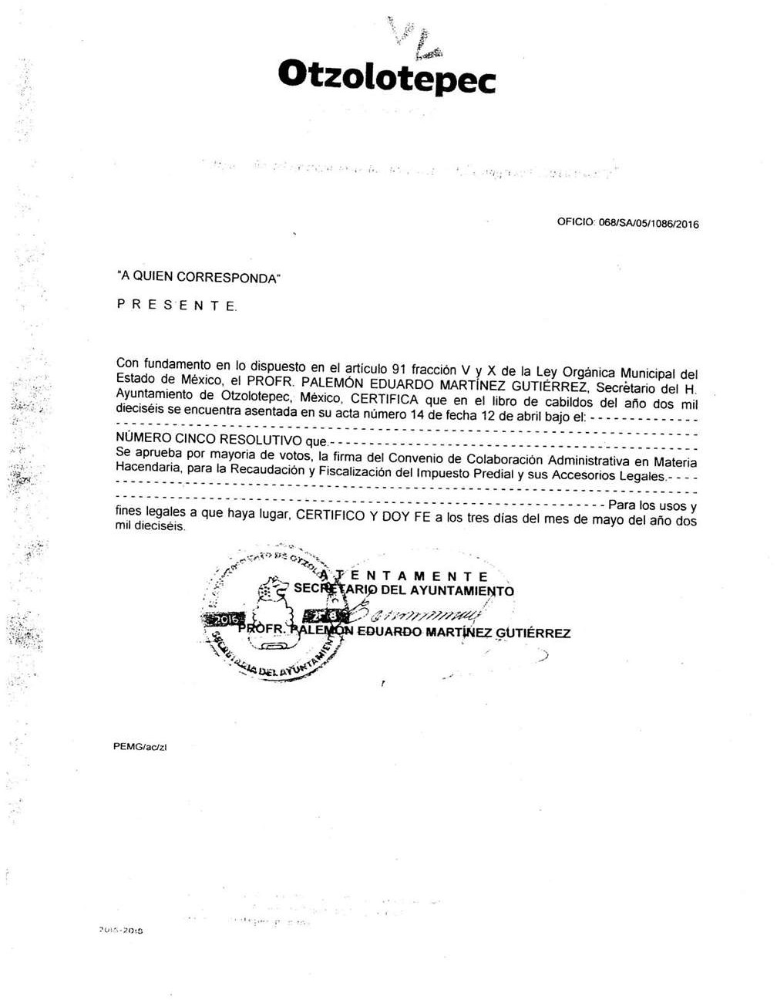 Otzolotepec
OFICIO: 068/SA/05/1086/2016
"A QUIEN CORRESPONDA"
P R E S E N T E.
Con fundamento en lo dispuesto en el artículo 91 fracción V y X de la Ley Orgánica Municipal del
Estado de México, el PROFR. PALEMÓN EDUARDO MARTÍNEZ GUTIÉRREZ, Secretario del H.
Ayuntamiento de Otzolotepec, México, CERTIFICA que en el libro de cabildos del año dos mil
dieciséis se encuentra asentada en su acta número 14 de fecha 12 de abril bajo el: - - - - - - - - - - - - - -
- - - - - - - - - - - - - - - - - - - - - - - - - - - - - - - - - - - - - - - - - - - - - - - - - - - - - - - - - - - - - - - - - - - - - - - -
NÚMERO CINCO RESOLUTIVO que.- - - - - - - - - - - - - - - - - - - - - - - - - - - - - - - - - - - - - - - - - - - -
Se aprueba por mayoria de votos, la firma del Convenio de Colaboración Administrativa en Materia
Hacendaria, para la Recaudación y Fiscalización del Impuesto Predial y sus Accesorios Legales.- - - -
- - - - - - - - - - - - - - - - - - - - - - - - - - - - - - - - - - - - - - - - - - - - - - - - - - - - - - - - - - - - - - - - - - - - - - - -
- - - - - - - - - - - - - - - - - - - - - - - - - - - - - - - - - - - - - - - - - - - - - - - - - - - - - - - - - - - - Para los usos y
fines legales a que haya lugar, CERTIFICO Y DOY FE a los tres días del mes de mayo del año dos
mil dieciséis.
A T E N T A M E N T E
SECRETARIO DEL AYUNTAMIENTO
2016
PROFR. PALEMÓN EDUARDO MARTÍNEZ GUTIÉRREZ
SECRETARIA DEL AYUNTAMIENTO
PEMG/ac/zl